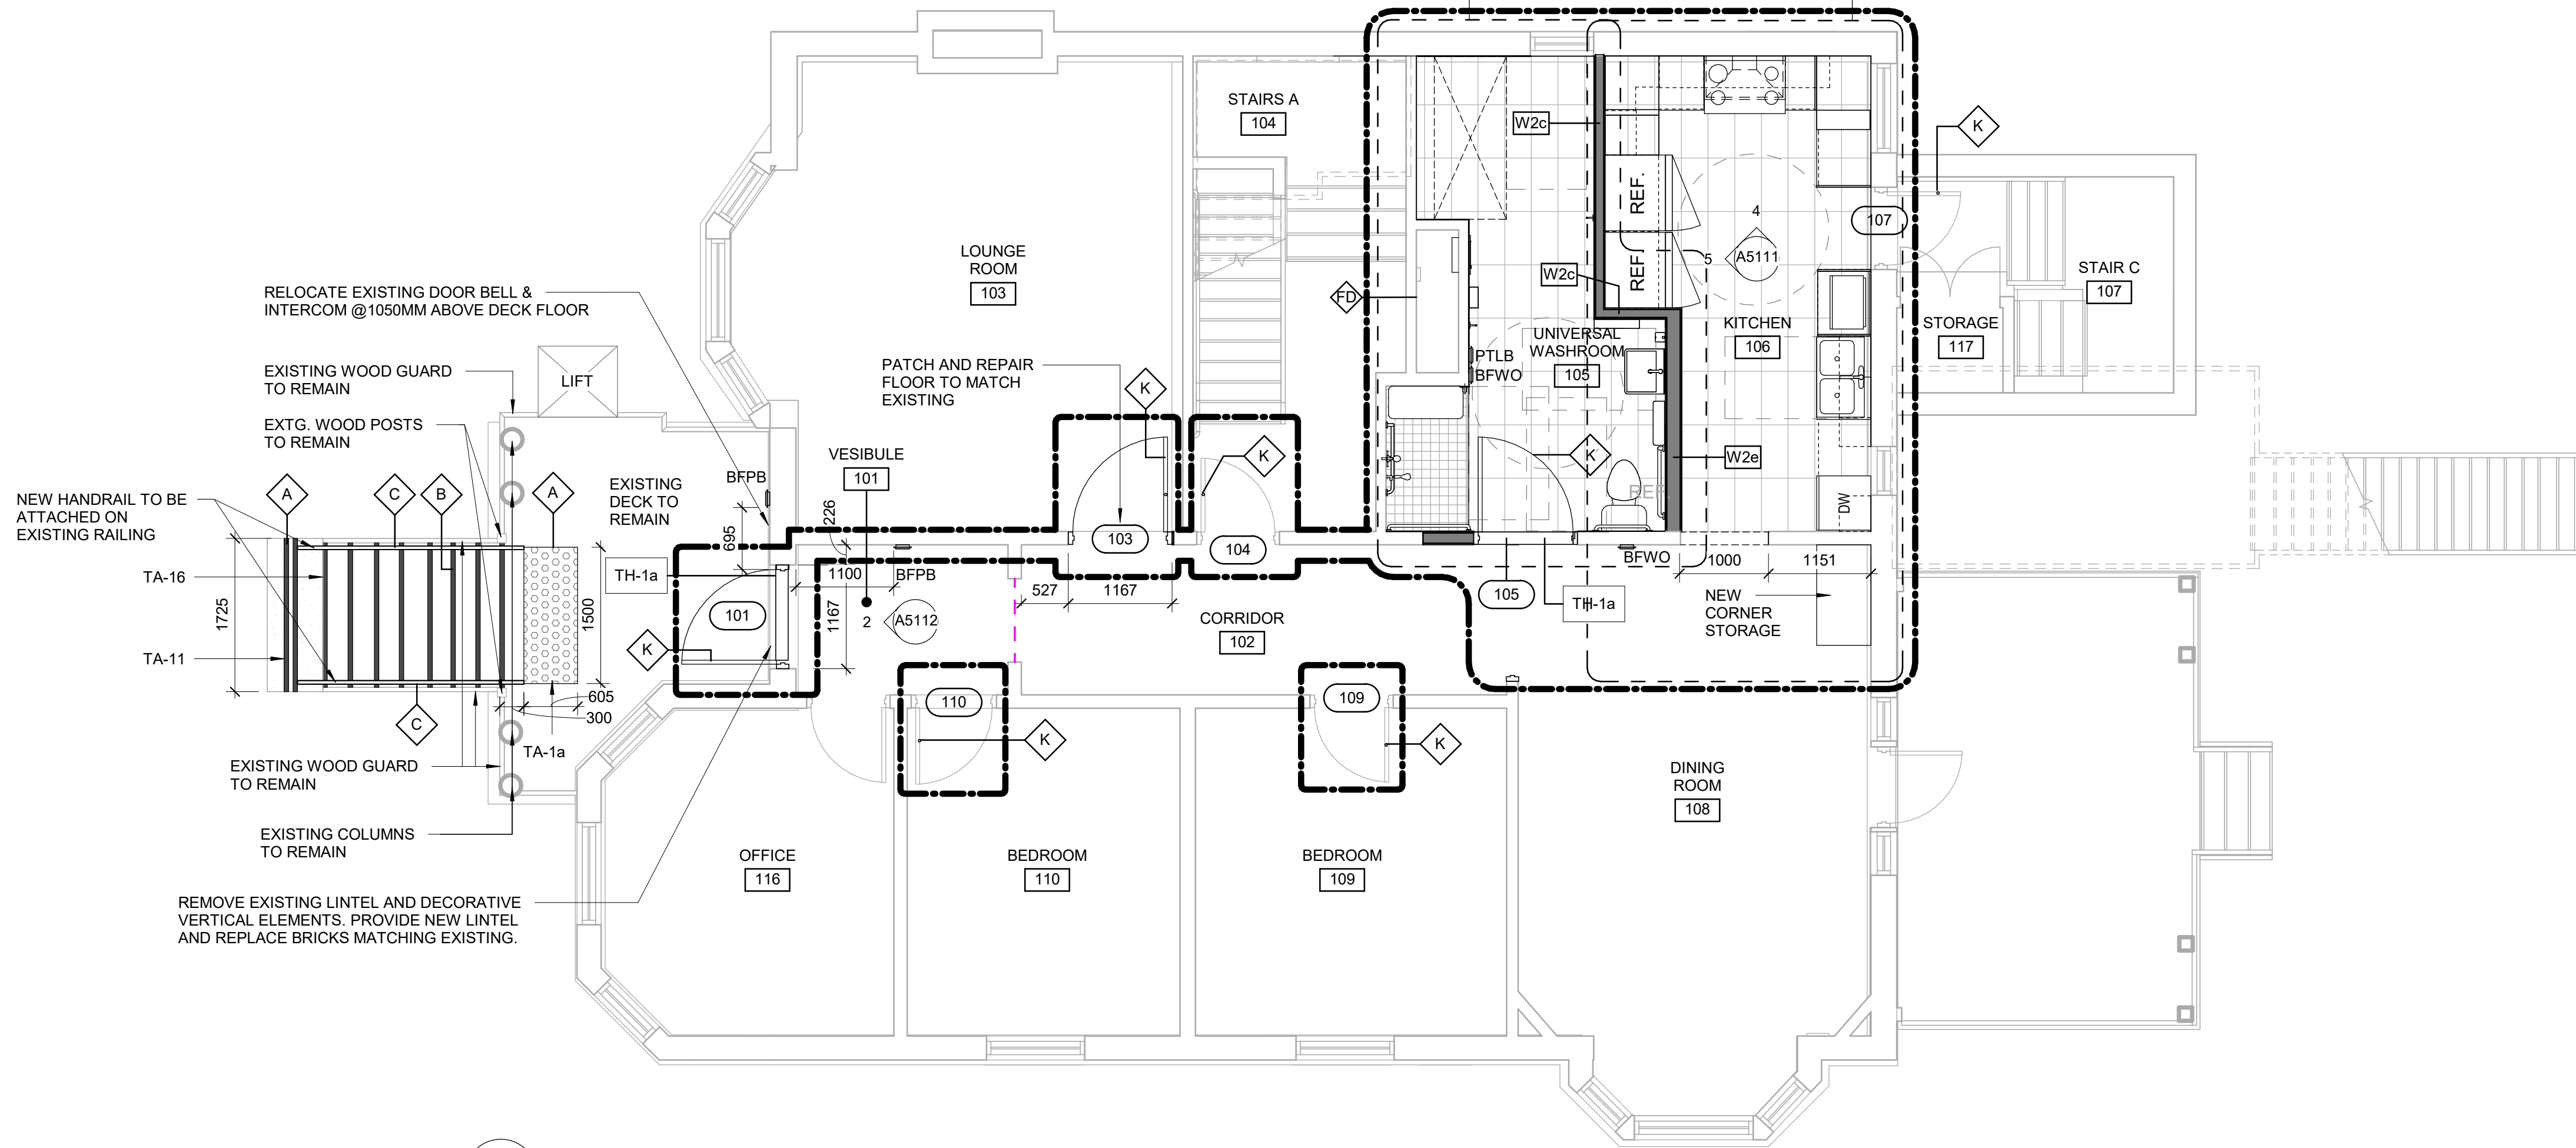 STAIRS A
104
W2c
K
LOUNGE
ROOM
103
REF.
REF.
4
5
A5111
107
STAIR C
107
RELOCATE EXISTING DOOR BELL &
INTERCOM @1050MM ABOVE DECK FLOOR
FD
W2c
UNIVERSAL
WASHROOM
105
KITCHEN
106
STORAGE
117
EXISTING WOOD GUARD
TO REMAIN
LIFT
PATCH AND REPAIR
FLOOR TO MATCH
EXISTING
K
PTLB
BFWO
EXTG. WOOD POSTS
TO REMAIN
VESIBULE
101
K
K
W2e
REF.
DW
NEW HANDRAIL TO BE
ATTACHED ON
EXISTING RAILING
A
C
B
A
EXISTING
DECK TO
REMAIN
BFPB
695
226
103
104
BFWO
TA-16
1725
1500
TH-1a
1100
BFPB
1167
527
1167
105
TH-1a
1000
1151
NEW
CORNER
STORAGE
101
2
A5112
CORRIDOR
102
TA-11
K
605
300
C
TA-1a
110
109
K
K
EXISTING WOOD GUARD
TO REMAIN
DINING
ROOM
108
EXISTING COLUMNS
TO REMAIN
OFFICE
116
BEDROOM
110
BEDROOM
109
REMOVE EXISTING LINTEL AND DECORATIVE
VERTICAL ELEMENTS. PROVIDE NEW LINTEL
AND REPLACE BRICKS MATCHING EXISTING.